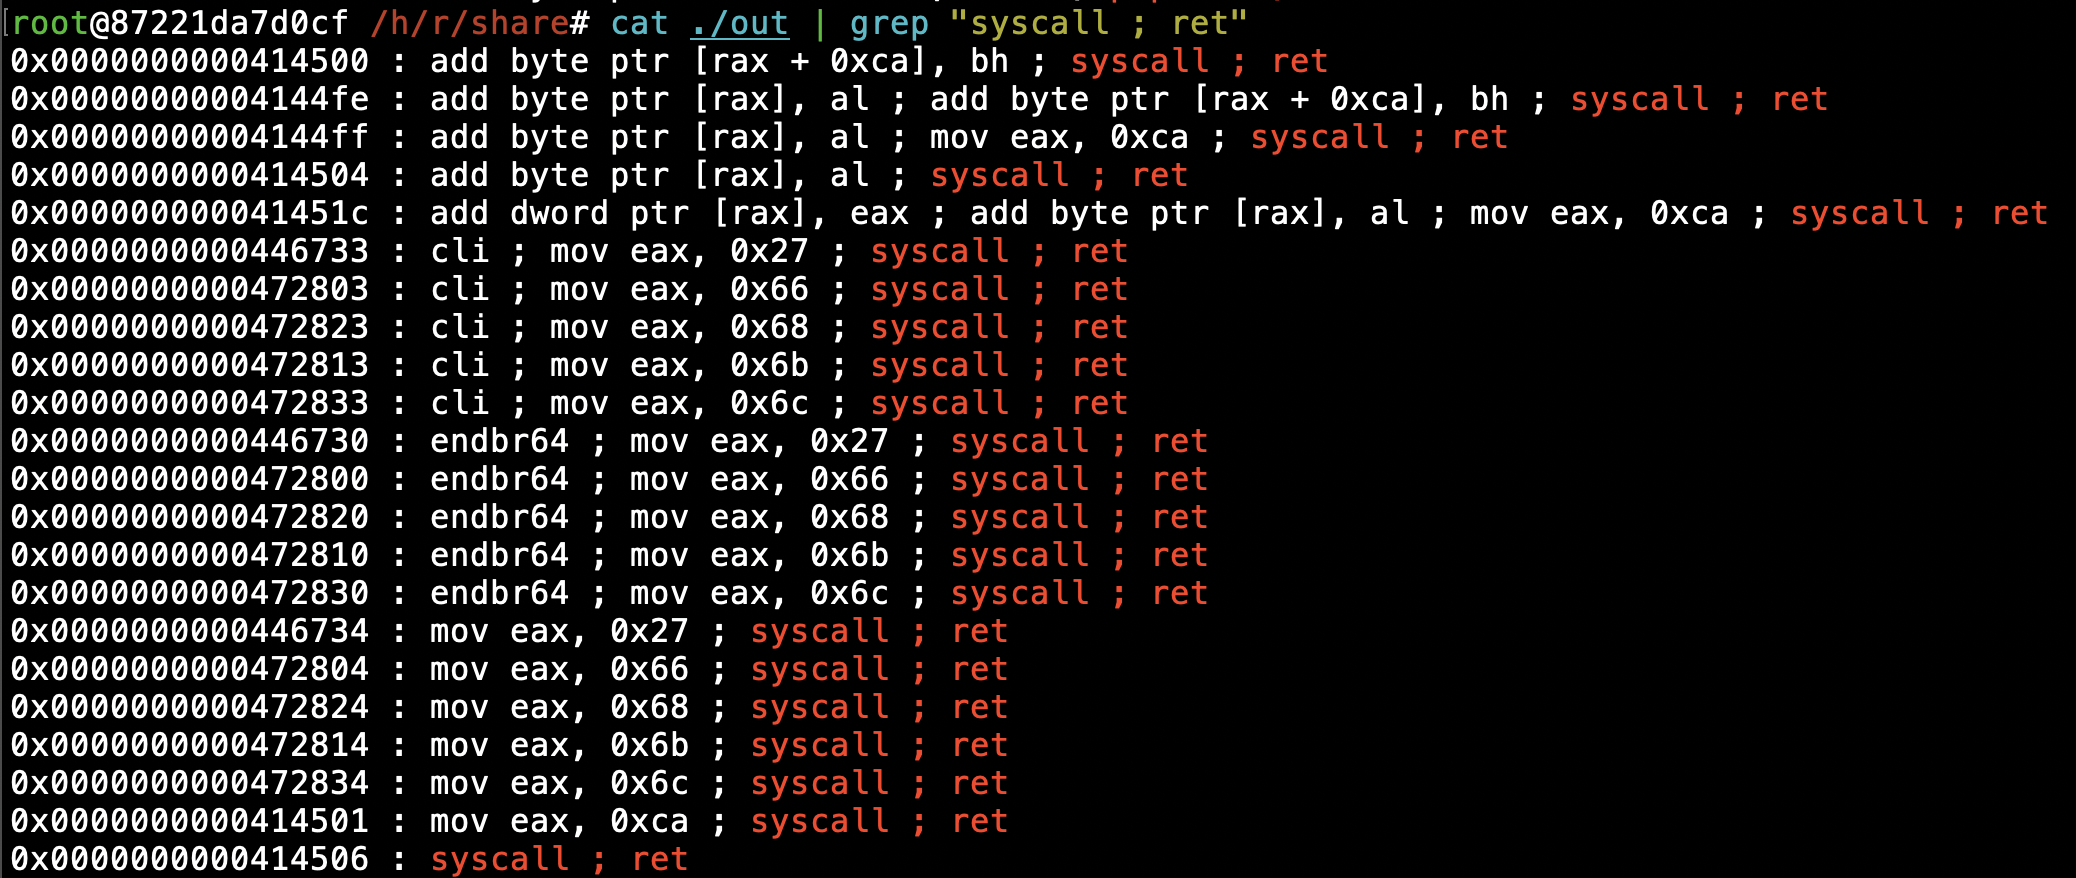 [root@87221da7d0cf /h/r/share# cat ./out | grep "syscall ; ret"
0x0000000000414500 : add byte ptr [rax + 0xca], bh ; syscall ; ret
0x00000000004144fe : add byte ptr [rax], al ; add byte ptr [rax + 0xca], bh ; syscall ; ret
0x00000000004144ff : add byte ptr [rax], al ; mov eax, 0xca ; syscall ; ret
0x0000000000414504 : add byte ptr [rax], al ; syscall ; ret
0x000000000041451c : add dword ptr [rax], eax ; add byte ptr [rax], al ; mov eax, 0xca ; syscall ; ret
0x0000000000446733 : cli ; mov eax, 0x27 ; syscall ; ret
0x0000000000472803 : cli ; mov eax, 0x66 ; syscall ; ret
0x0000000000472823 : cli ; mov eax, 0x68 ; syscall ; ret
0x0000000000472813 : cli ; mov eax, 0x6b ; syscall ; ret
0x0000000000472833 : cli ; mov eax, 0x6c ; syscall ; ret
0x0000000000446730 : endbr64 ; mov eax, 0x27 ; syscall ; ret
0x0000000000472800 : endbr64 ; mov eax, 0x66 ; syscall ; ret
0x0000000000472820 : endbr64 ; mov eax, 0x68 ; syscall ; ret
0x0000000000472810 : endbr64 ; mov eax, 0x6b ; syscall ; ret
0x0000000000472830 : endbr64 ; mov eax, 0x6c ; syscall ; ret
0x0000000000446734 : mov eax, 0x27 ; syscall ; ret
0x0000000000472804 : mov eax, 0x66 ; syscall ; ret
0x0000000000472824 : mov eax, 0x68 ; syscall ; ret
0x0000000000472814 : mov eax, 0x6b ; syscall ; ret
0x0000000000472834 : mov eax, 0x6c ; syscall ; ret
0x0000000000414501 : mov eax, 0xca ; syscall ; ret
0x0000000000414506 : syscall ; ret